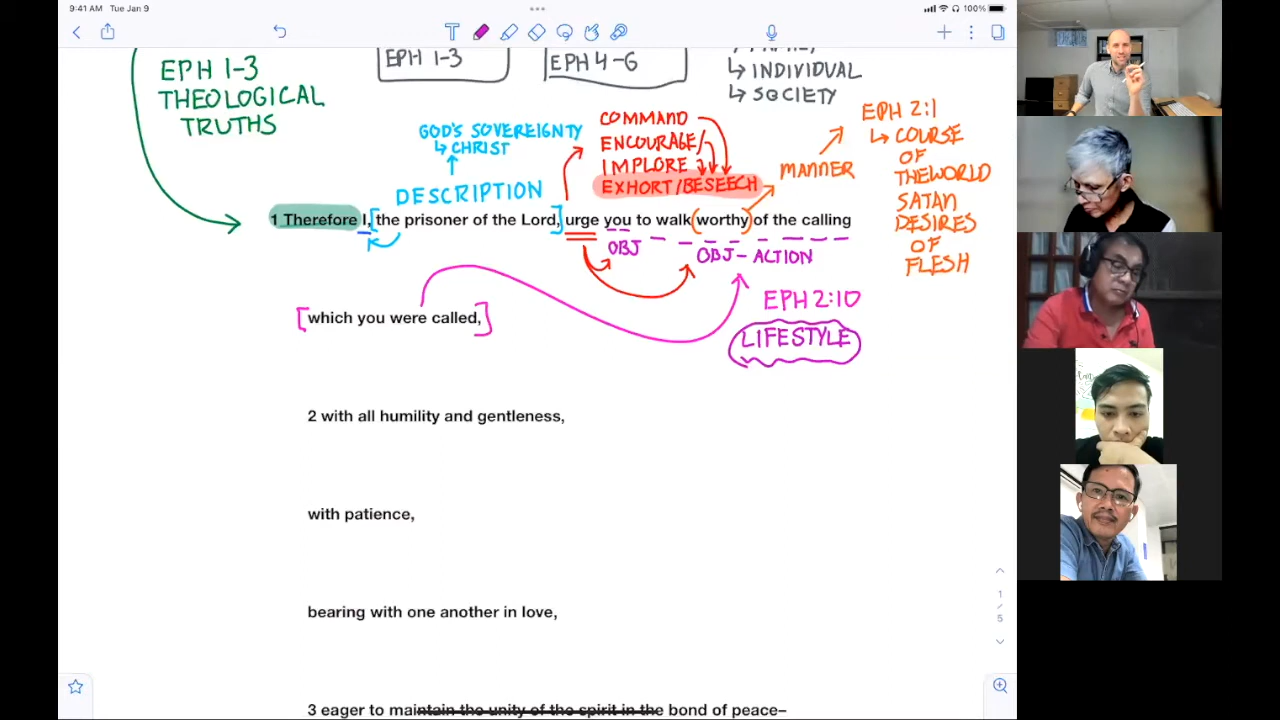 9:41 AM Tue Jan 9
100%
EPH 1-3
THEOLOGICAL
TRUTHS
EPH 1-3
EPH 4-6
FAMILY
↳ INDIVIDUAL
↳ SOCIETY
GOD'S SOVEREIGNTY
↳ CHRIST
DESCRIPTION
COMMAND
ENCOURAGE/
IMPLORE
EXHORT/BESEECH
MANNER
EPH 2:1
↳ COURSE
OF
THE WORLD
SATAN
DESIRES
OF
FLESH
1 Therefore I, [the prisoner of the Lord,] urge you to walk (worthy) of the calling
OBJ
OBJ-ACTION
EPH 2:10
LIFESTYLE
[which you were called,]
2 with all humility and gentleness,
with patience,
bearing with one another in love,
3 eager to maintain the unity of the spirit in the bond of peace–
1
/
5